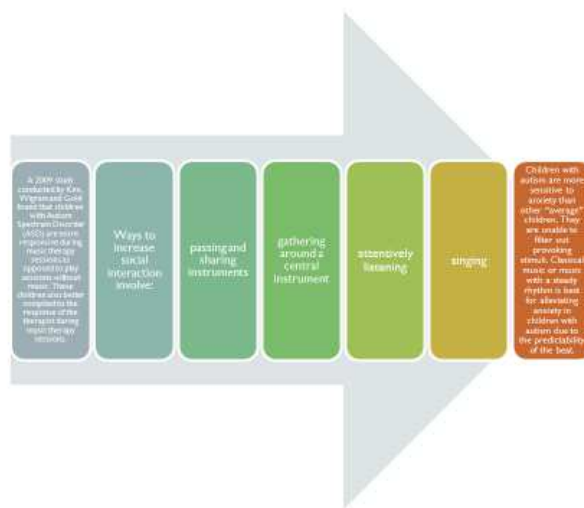 A 2009 study
conducted by Kim,
Wigram and Gold
found that children
with Autism
Spectrum Disorder
(ASD) are more
responsive during
music therapy
sessions as
opposed to play
sessions without
music. These
children also better
complied to the
response of the
therapist during
music therapy
sessions.
Ways to
increase
social
interaction
involve:
passing and
sharing
instruments
gathering
around a
central
instrument
attentively
listening
singing
Children with
autism are more
sensitive to
anxiety than
other "average"
children. They
are unable to
filter out
provoking
stimuli. Classical
music or music
with a steady
rhythm is best
for alleviating
anxiety in
children with
autism due to
the predictability
of the beat.